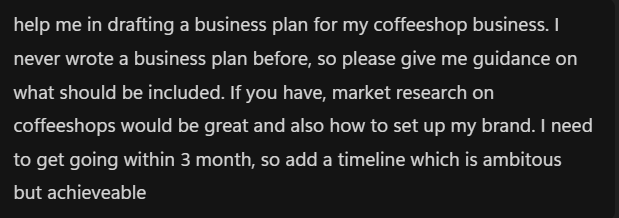 help me in drafting a business plan for my coffeeshop business. I
never wrote a business plan before, so please give me guidance on
what should be included. If you have, market research on
coffeeshops would be great and also how to set up my brand. I need
to get going within 3 month, so add a timeline which is ambitous
but achieveable